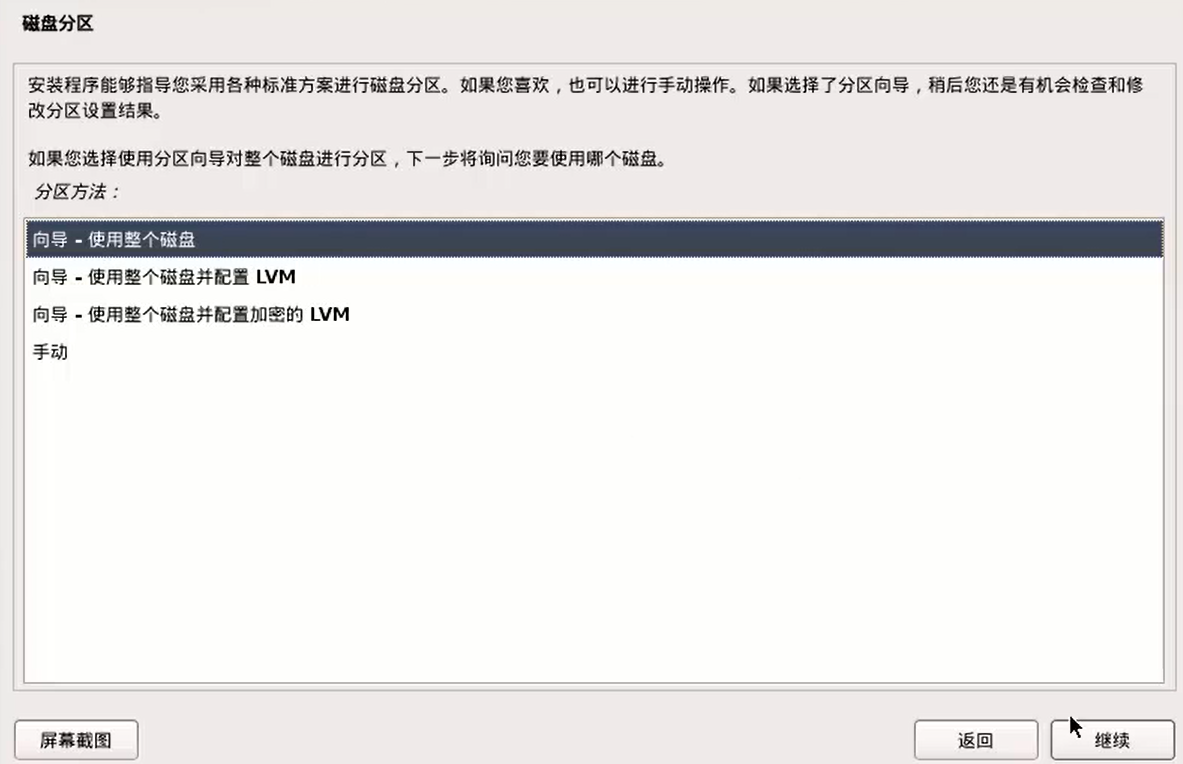 磁盘分区
安装程序能够指导您采用各种标准方案进行磁盘分区。如果您喜欢，也可以进行手动操作。如果选择了分区向导，稍后您还是有机会检查和修
改分区设置结果。
如果您选择使用分区向导对整个磁盘进行分区，下一步将询问您要使用哪个磁盘。
分区方法：
向导 - 使用整个磁盘
向导 - 使用整个磁盘并配置 LVM
向导 - 使用整个磁盘并配置加密的 LVM
手动
屏幕截图
返回
继续